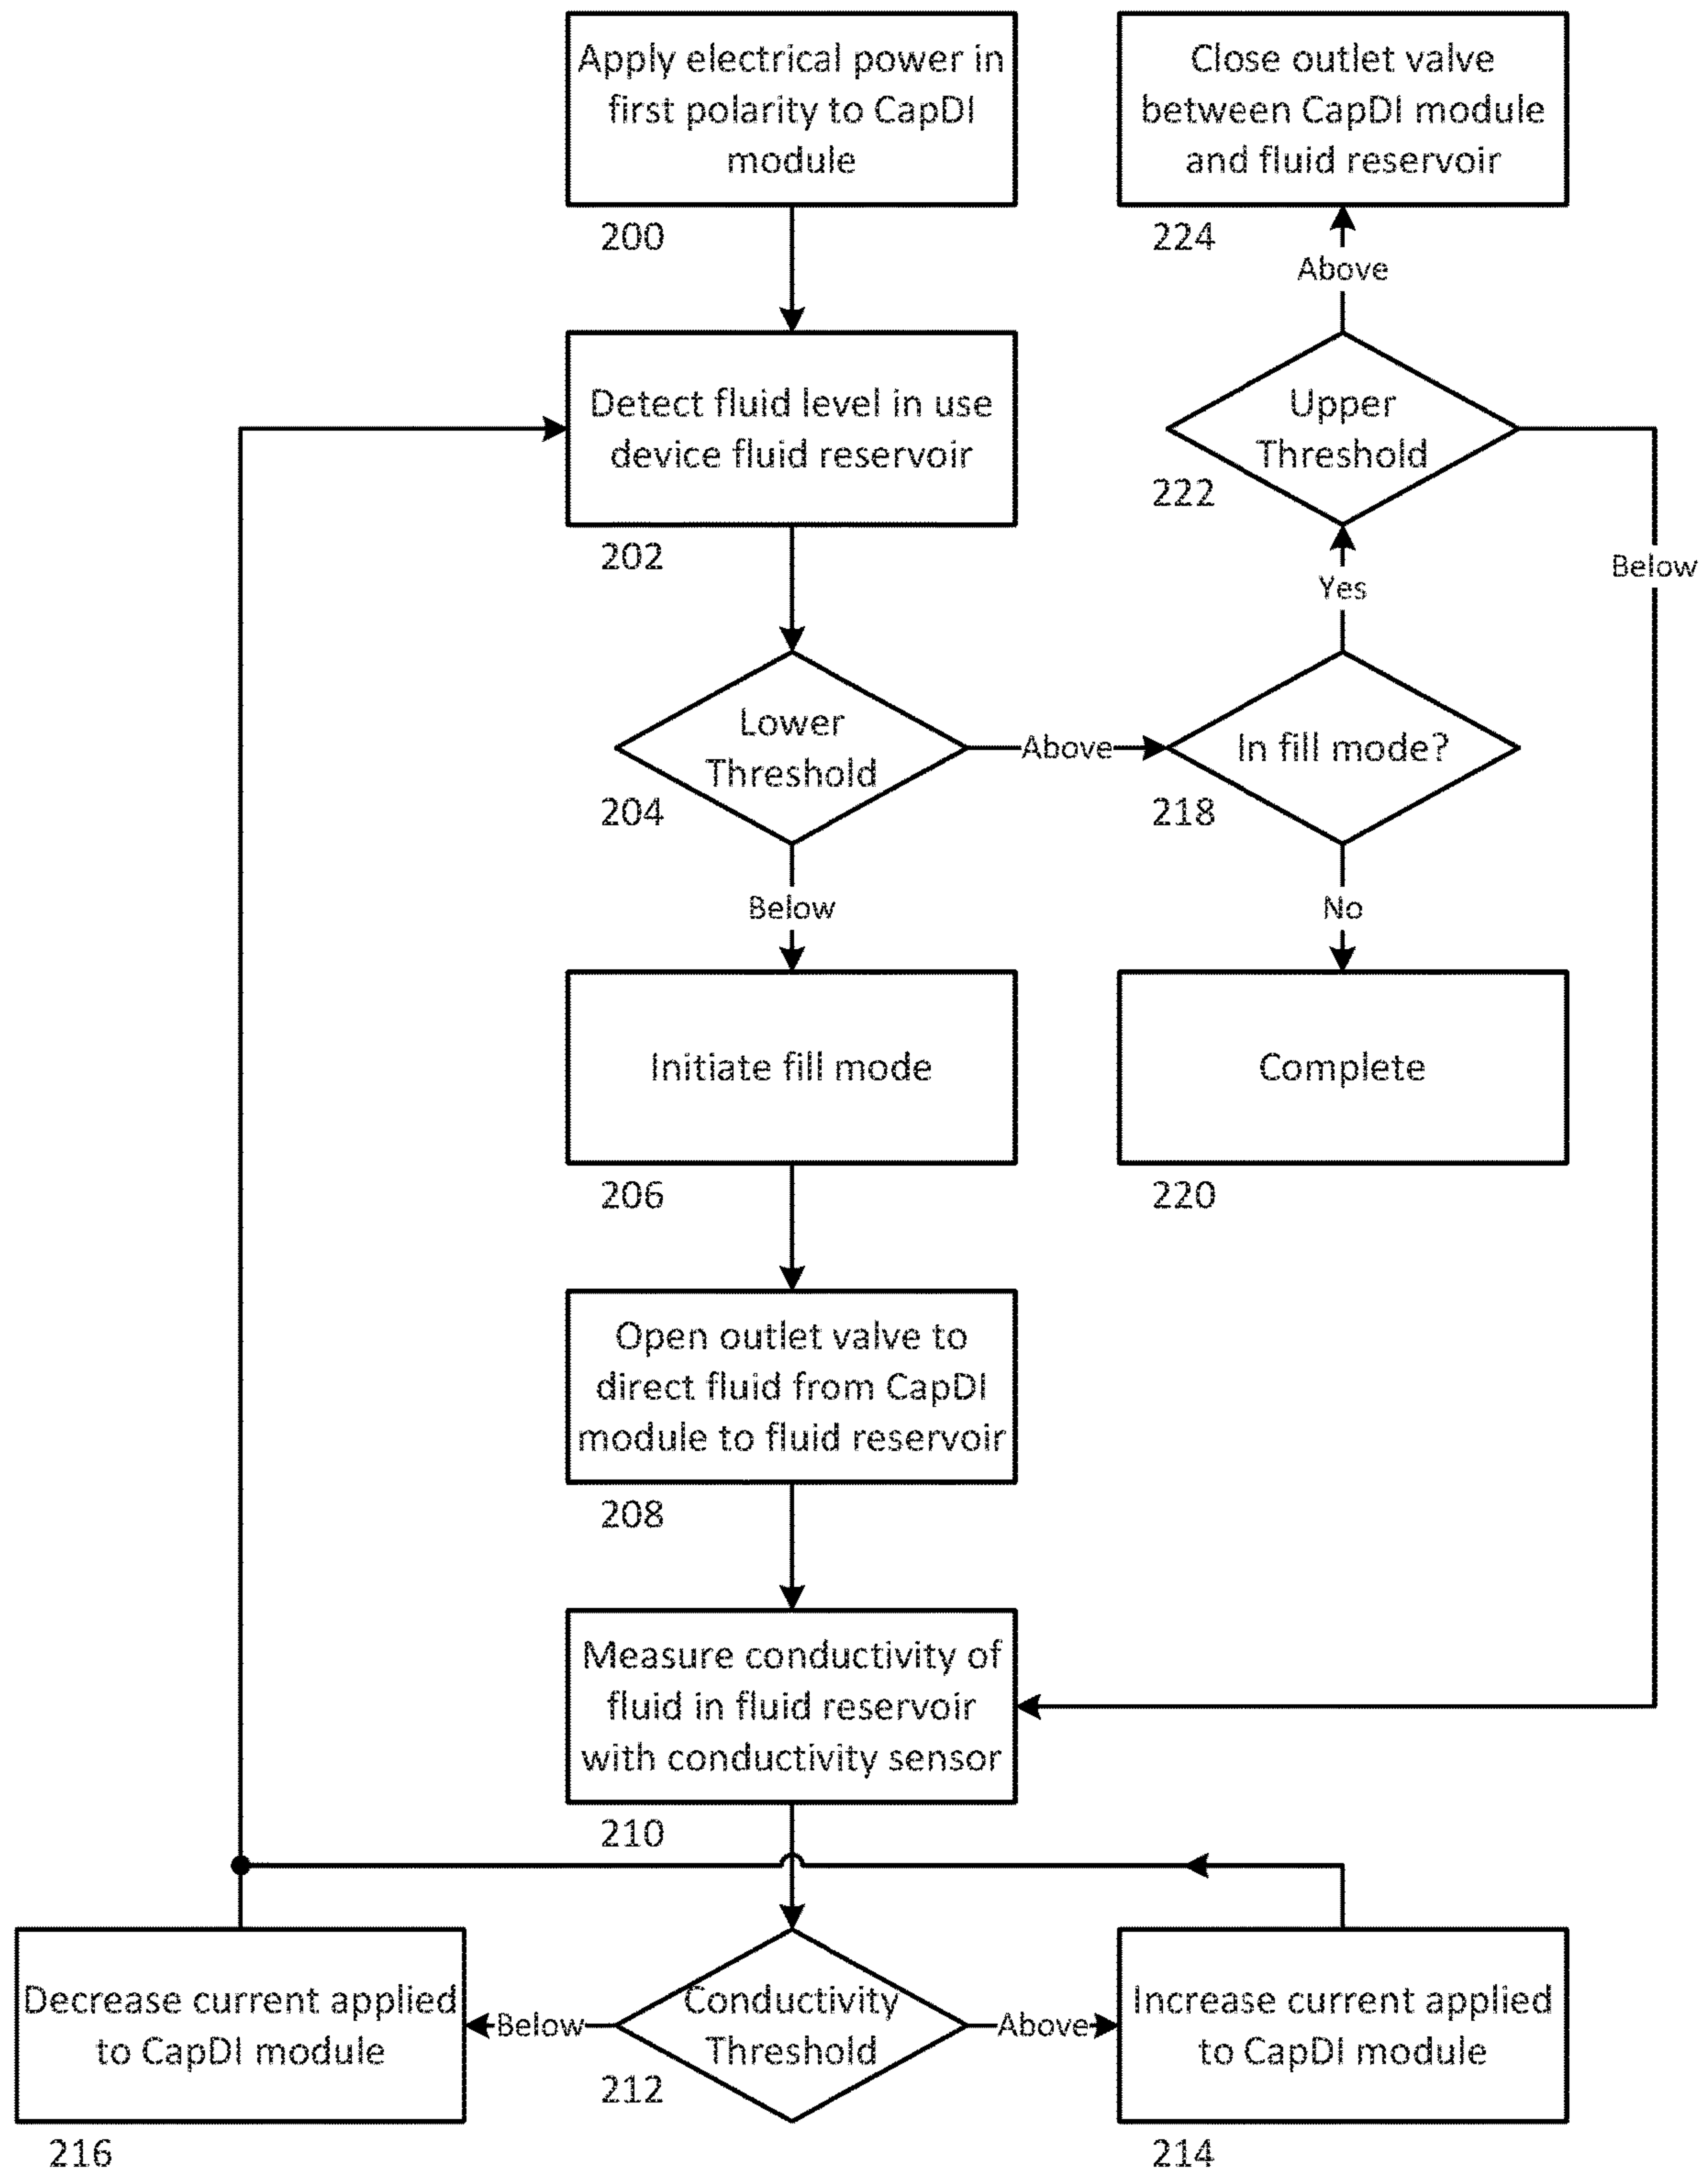 Apply electrical power in
first polarity to CapDI
module
200
Close outlet valve
between CapDI module
and fluid reservoir
224
Above
Detect fluid level in use
device fluid reservoir
202
Upper
Threshold
222
Below
Yes
Lower
Threshold
204
Above
In fill mode?
218
Below
No
Initiate fill mode
206
Complete
220
Open outlet valve to
direct fluid from CapDI
module to fluid reservoir
208
Measure conductivity of
fluid in fluid reservoir
with conductivity sensor
210
Decrease current applied
to CapDI module
216
Below
Conductivity
Threshold
212
Above
Increase current applied
to CapDI module
214